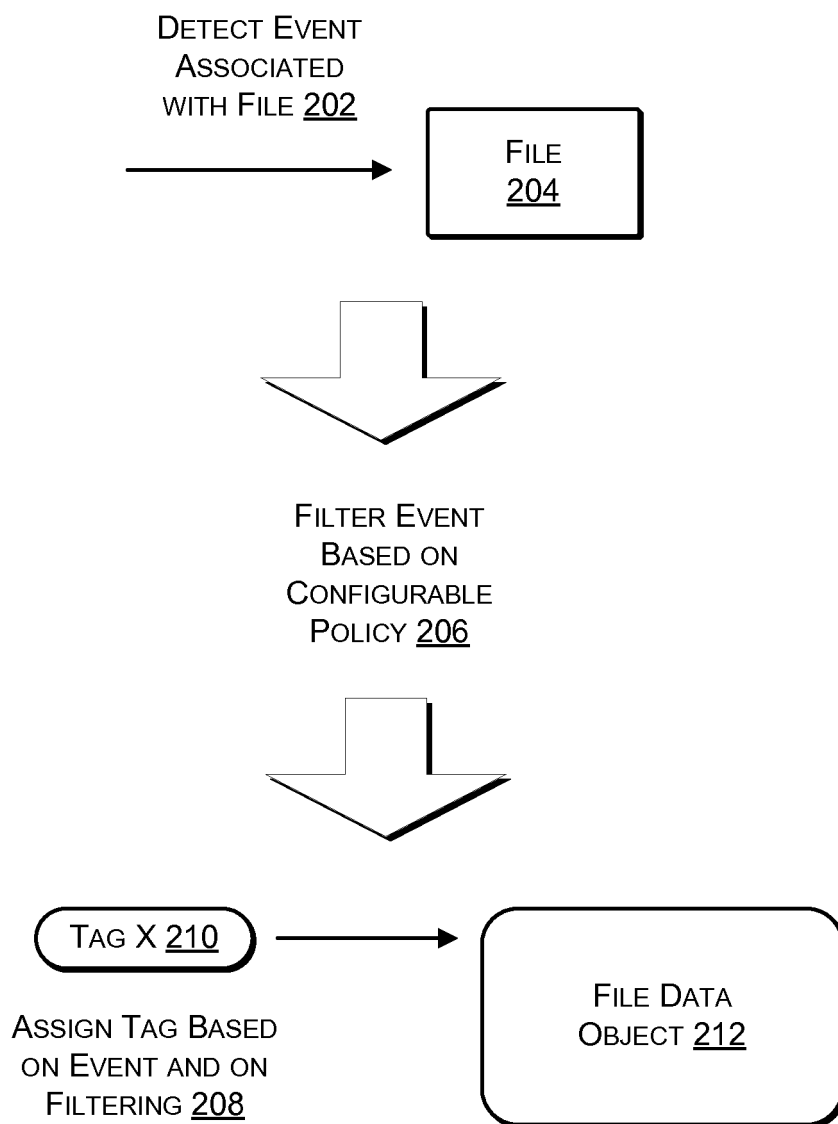 DETECT EVENT
ASSOCIATED
WITH FILE 202
FILE
204
FILTER EVENT
BASED ON
CONFIGURABLE
POLICY 206
TAG X 210
ASSIGN TAG BASED
ON EVENT AND ON
FILTERING 208
FILE DATA
OBJECT 212